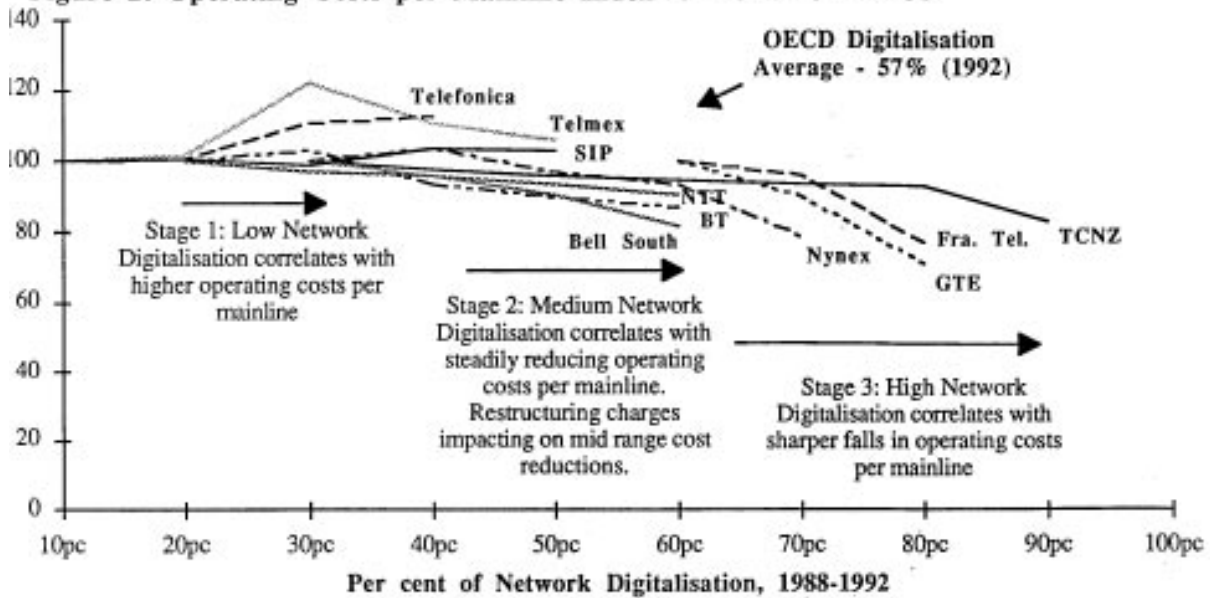 140
120
100
80
60
40
20
0
OECD Digitalisation
Average - 57% (1992)
Telefonica
Telmex
SIP
NYT
BT
Bell South
Nynex
Fra. Tel.
TCNZ
GTE
Stage 1: Low Network
Digitalisation correlates with
higher operating costs per
mainline
Stage 2: Medium Network
Digitalisation correlates with
steadily reducing operating
costs per mainline.
Restructuring charges
impacting on mid range cost
reductions.
Stage 3: High Network
Digitalisation correlates with
sharper falls in operating costs
per mainline
10pc 20pc 30pc 40pc 50pc 60pc 70pc 80pc 90pc 100pc
Per cent of Network Digitalisation, 1988-1992